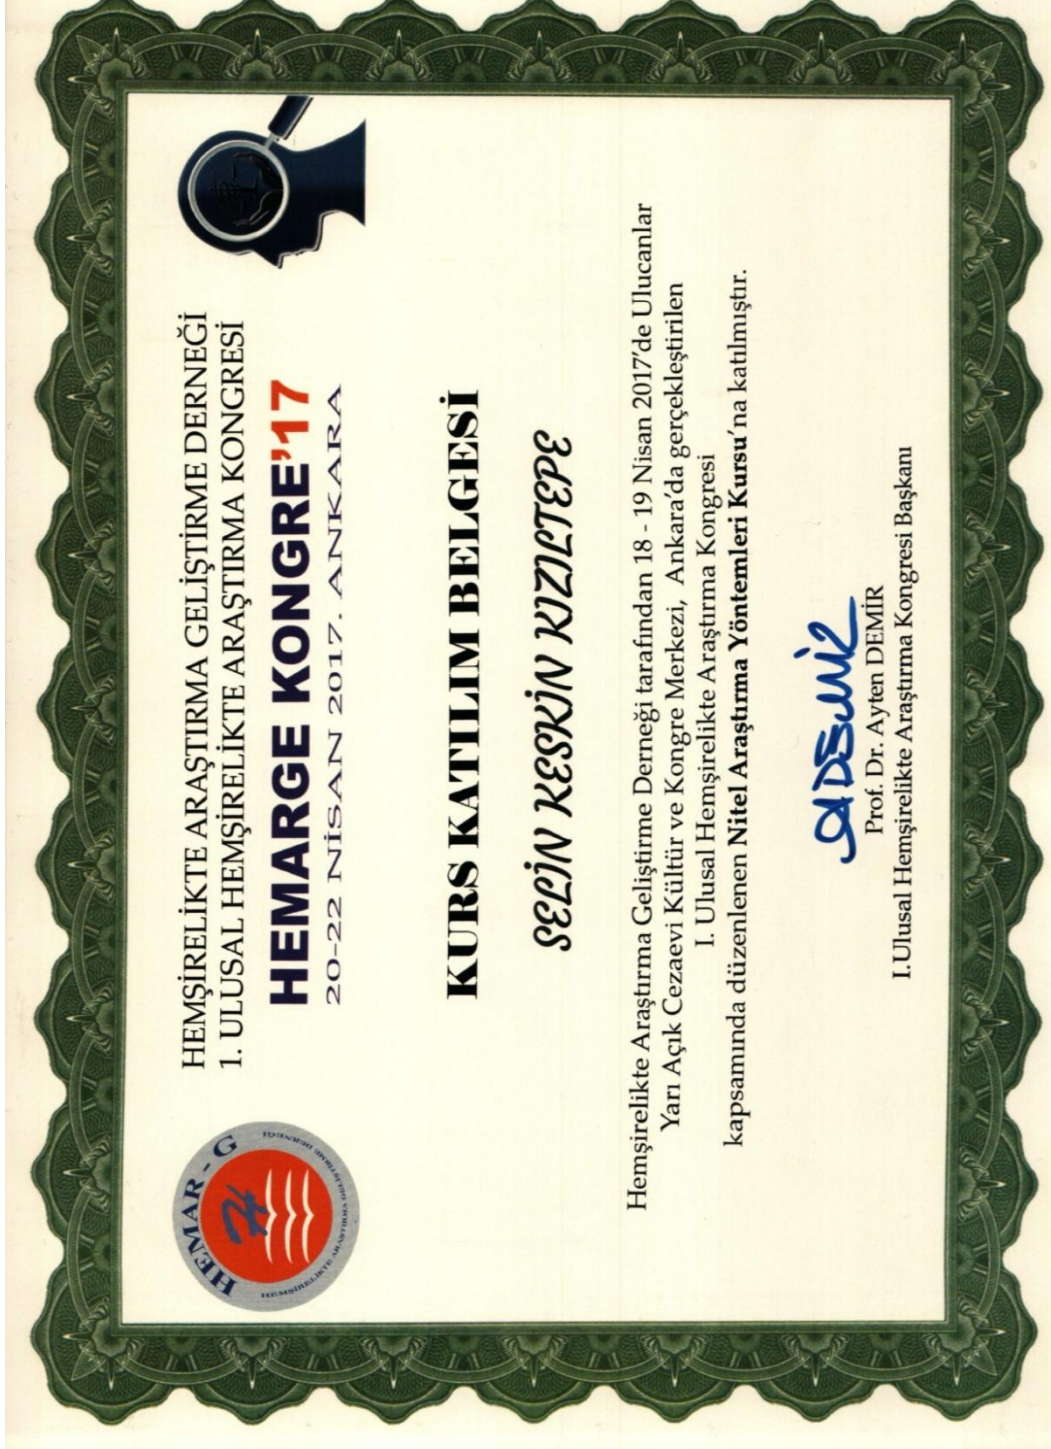 HEMŞİRELİKTE ARAŞTIRMA GELİŞTİRME DERNEĞİ
1. ULUSAL HEMŞİRELİKTE ARAŞTIRMA KONGRESİ
HEMARGE KONGRE'17
20-22 NİSAN 2017. ANKARA
HEMAR - G
HEMŞİRELİKTE ARAŞTIRMA GELİŞTİRME DERNEĞİ
KURS KATILIM BELGESİ
SELİN KESKİN KIZILTEPE
Hemşirelikte Araştırma Geliştirme Derneği tarafından 18 - 19 Nisan 2017'de Ulucanlar
Yarı Açık Cezaevi Kültür ve Kongre Merkezi, Ankara'da gerçekleştirilen
I. Ulusal Hemşirelikte Araştırma Kongresi
kapsamında düzenlenen Nitel Araştırma Yöntemleri Kursu'na katılmıştır.
ADEMİR
Prof. Dr. Ayten DEMİR
I.Ulusal Hemşirelikte Araştırma Kongresi Başkanı